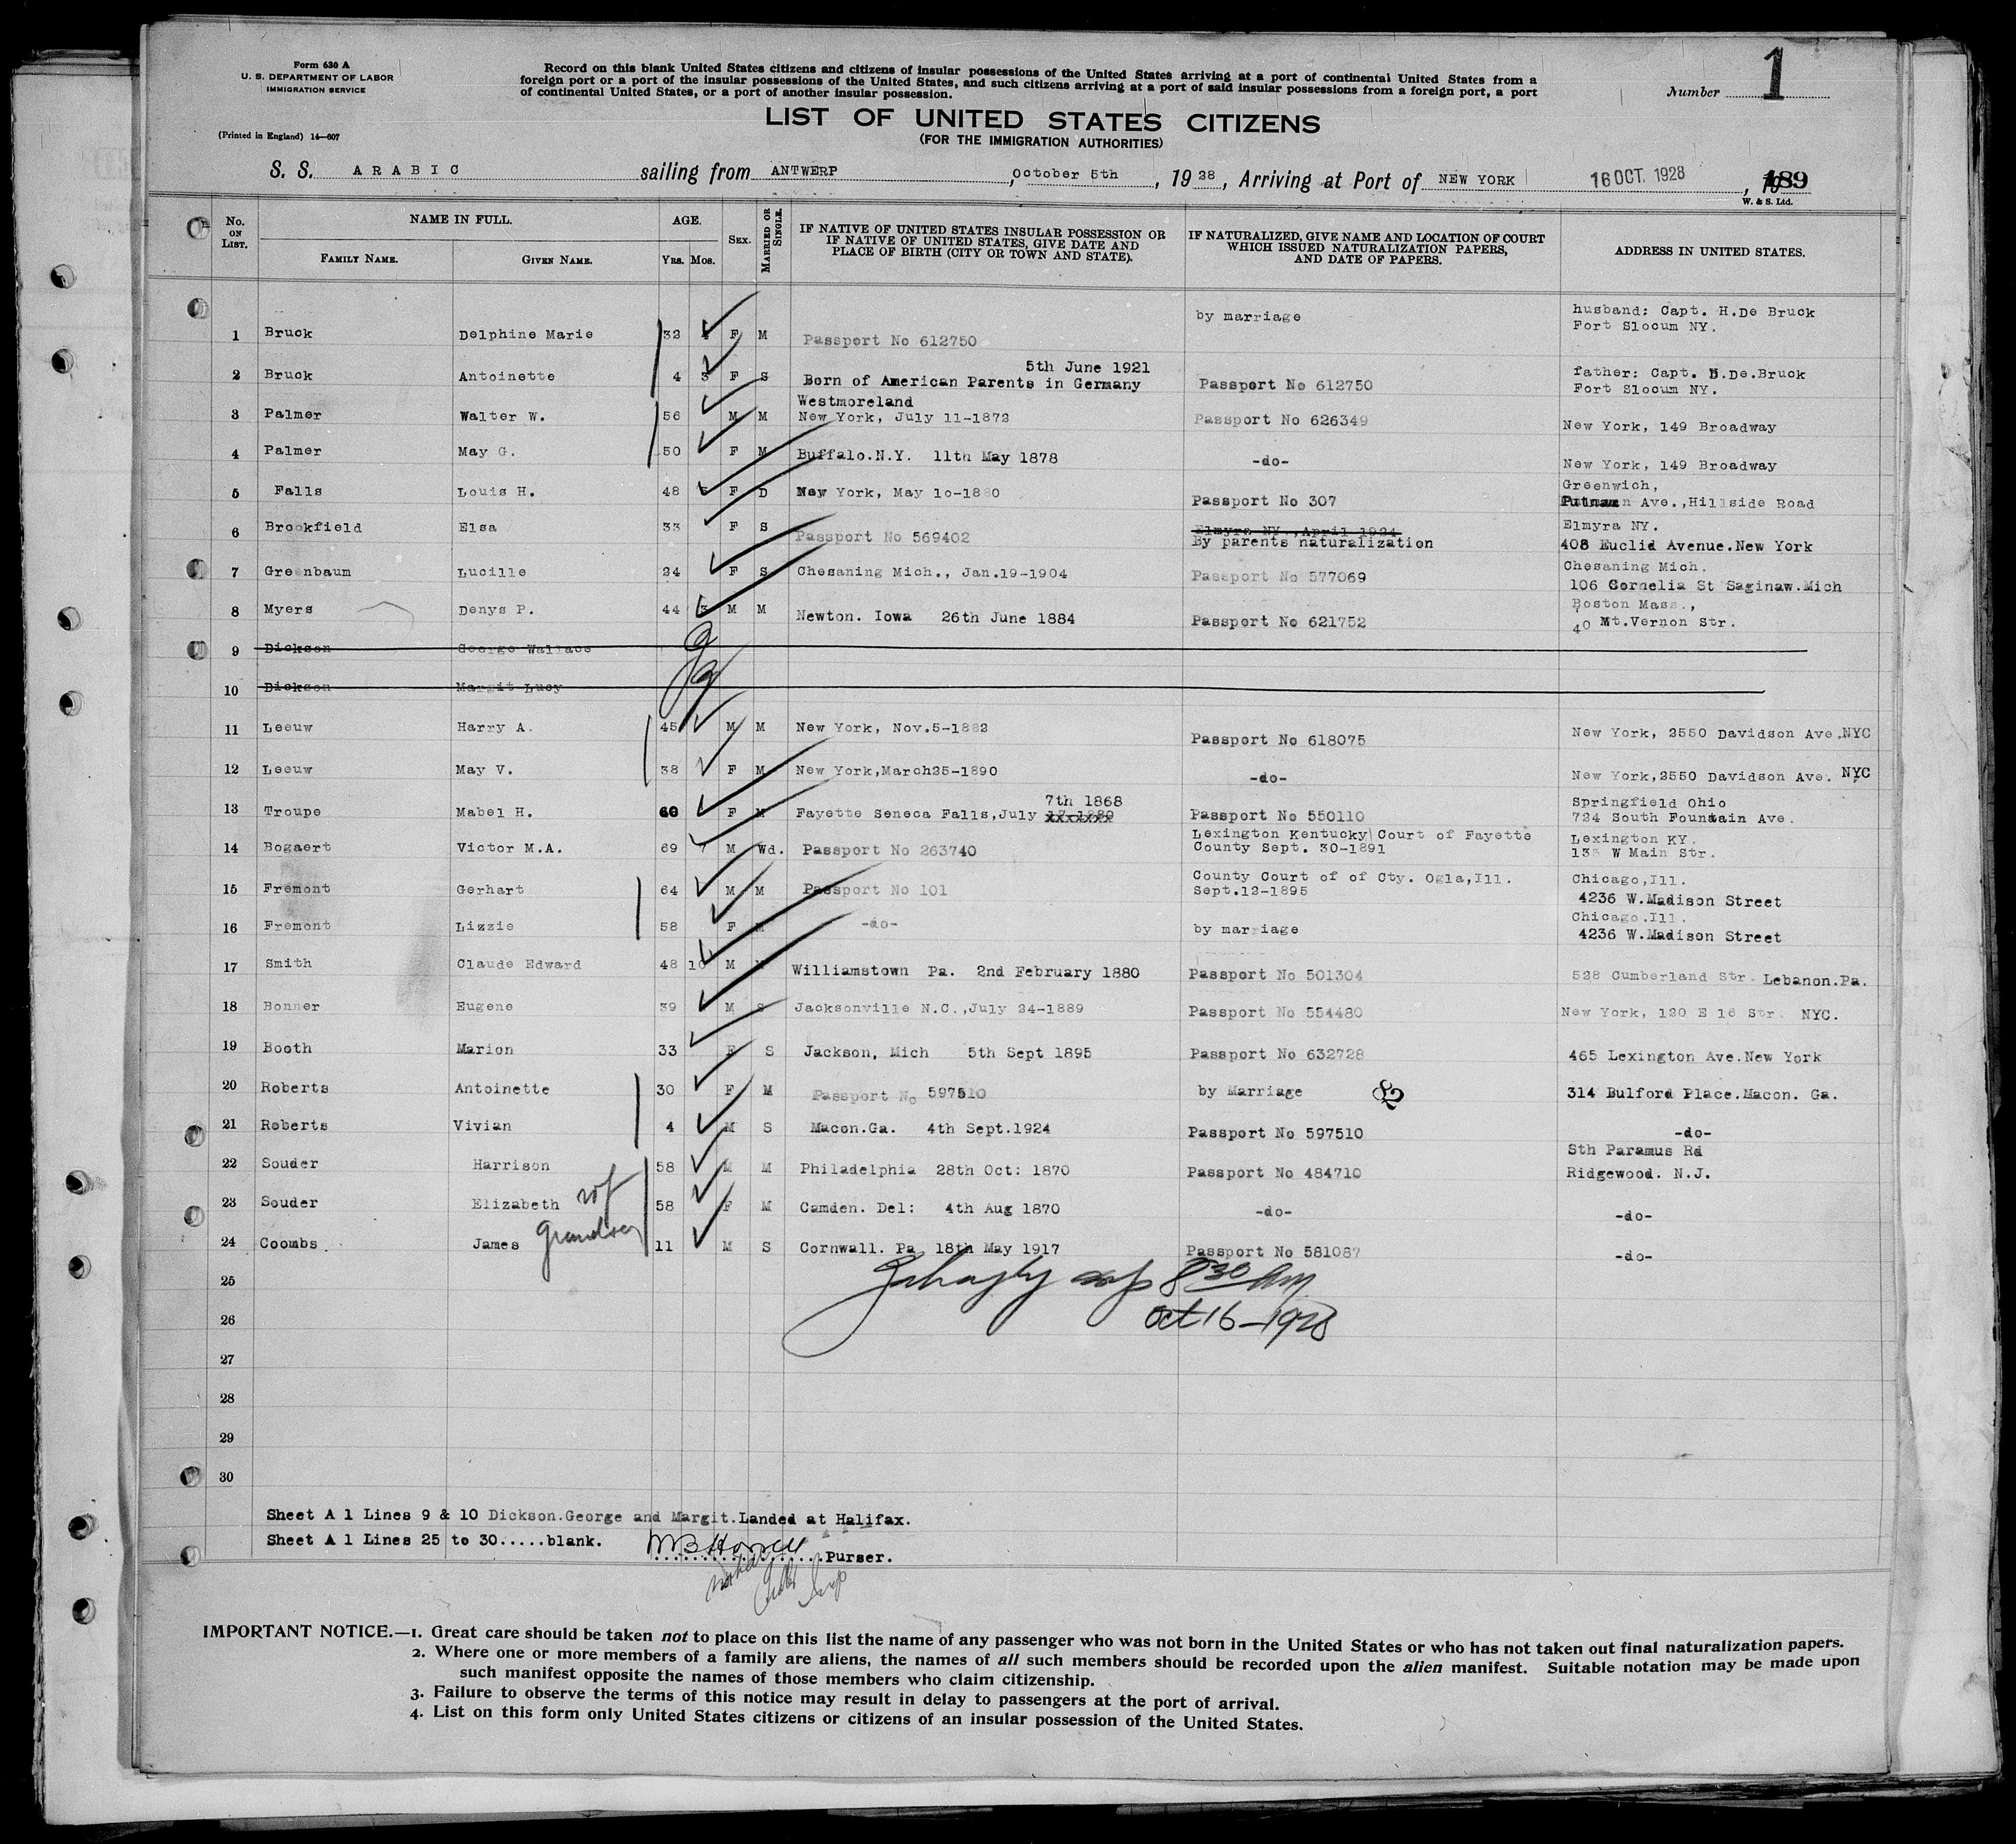 Form 630 A
U. S. DEPARTMENT OF LABOR
IMMIGRATION SERVICE
(Printed in England) 14—607
Record on this blank United States citizens and citizens of insular possessions of the United States arriving at a port of continental United States from a
foreign port or a port of the insular possessions of the United States, and such citizens arriving at a port of said insular possessions from a foreign port, a port
of continental United States, or a port of another insular possession.
Number 1
LIST OF UNITED STATES CITIZENS
(FOR THE IMMIGRATION AUTHORITIES)
S. S. ARABIC sailing from ANTWERP, October 5th, 1928, Arriving at Port of NEW YORK 16 OCT. 1928, 189
W. & S. Ltd.
No. ON LIST. NAME IN FULL. FAMILY NAME. GIVEN NAME. AGE. YRS. MOS. SEX. MARRIED OR SINGLE. IF NATIVE OF UNITED STATES INSULAR POSSESSION OR IF NATIVE OF UNITED STATES, GIVE DATE AND PLACE OF BIRTH (CITY OR TOWN AND STATE). IF NATURALIZED, GIVE NAME AND LOCATION OF COURT WHICH ISSUED NATURALIZATION PAPERS, AND DATE OF PAPERS. ADDRESS IN UNITED STATES.
1 Bruck Delphine Marie 32 F M Passport No 612750 by marriage husband: Capt. H.De Bruck Fort Slocum NY.
2 Bruck Antoinette 4 3 F S 5th June 1921 Born of American Parents in Germany Passport No 612750 father: Capt. H.De.Bruck Fort Slocum NY.
3 Palmer Walter W. 56 M M Westmoreland New York, July 11-1872 Passport No 626349 New York, 149 Broadway
4 Palmer May G. 50 F M Buffalo.N.Y. 11th May 1878 -do- New York, 149 Broadway
5 Falls Louis H. 48 5 F D New York, May 10-1880 Passport No 307 Greenwich, Putnam Ave.,Hillside Road
6 Brookfield Elsa 33 F S Passport No 569402 Elmyra NY.,April 1924 By parents naturalization Elmyra NY. 408 Euclid Avenue.New York
7 Greenbaum Lucille 24 F S Chesaning Mich., Jan.19-1904 Passport No 577069 Chesaning Mich. 106 Cornelia St Saginaw.Mich
8 Myers Denys P. 44 3 M M Newton. Iowa 26th June 1884 Passport No 621752 Boston Mass., 40 Mt.Vernon Str.
9 Dickson George Wallace
10 Dickson Margit Lucy
11 Leeuw Harry A. 45 M M New York, Nov.5-1882 Passport No 618075 New York, 2550 Davidson Ave.NYC
12 Leeuw May V. 38 F M New York,March25-1890 -do- New York,2550 Davidson Ave. NYC
13 Troupe Mabel H. 60 F M Fayette Seneca Falls,July 7th 1868 Passport No 550110 Springfield Ohio 724 South Fountain Ave.
14 Bogaert Victor M.A. 69 7 M Wd. Passport No 263740 Lexington Kentucky Court of Fayette County Sept. 30-1891 Lexington KY. 133 W Main Str.
15 Fremont Gerhart 64 M M Passport No 101 County Court of of Cty. Ogla,Ill. Sept.12-1895 Chicago,Ill. 4236 W.Madison Street
16 Fremont Lizzie 58 F M -do- by marriage Chicago.Ill. 4236 W.Madison Street
17 Smith Claude Edward 48 10 M Williamstown Pa. 2nd February 1880 Passport No 501304 528 Cumberland Str. Lebanon.Pa.
18 Bonner Eugene 39 M S Jacksonville N.C.,July 24-1889 Passport No 554480 New York, 120 E 16 Str. NYC.
19 Booth Marion 33 F S Jackson, Mich 5th Sept 1895 Passport No 632728 465 Lexington Ave.New York
20 Roberts Antoinette 30 F M Passport No 597510 by Marriage 314 Bulford Place.Macon. Ga.
21 Roberts Vivian 4 M S Macon.Ga. 4th Sept.1924 Passport No 597510 -do-
22 Souder Harrison 58 M M Philadelphia 28th Oct: 1870 Passport No 484710 Sth Paramus Rd Ridgewood. N.J.
23 Souder Elizabeth wf 58 F M Camden. Del: 4th Aug 1870 -do- -do-
24 Coombs. James grandson 11 M S Cornwall. Pa 18th May 1917 Passport No 581087 -do-
25 insp 8 30 am
26 Oct 16-1928
27
28
29
30
Sheet A 1 Lines 9 & 10 Dickson.George and Margit.Landed at Halifax.
Sheet A 1 Lines 25 to 30.....blank.
Purser.
IMPORTANT NOTICE.—1. Great care should be taken not to place on this list the name of any passenger who was not born in the United States or who has not taken out final naturalization papers.
2. Where one or more members of a family are aliens, the names of all such members should be recorded upon the alien manifest. Suitable notation may be made upon
such manifest opposite the names of those members who claim citizenship.
3. Failure to observe the terms of this notice may result in delay to passengers at the port of arrival.
4. List on this form only United States citizens or citizens of an insular possession of the United States.